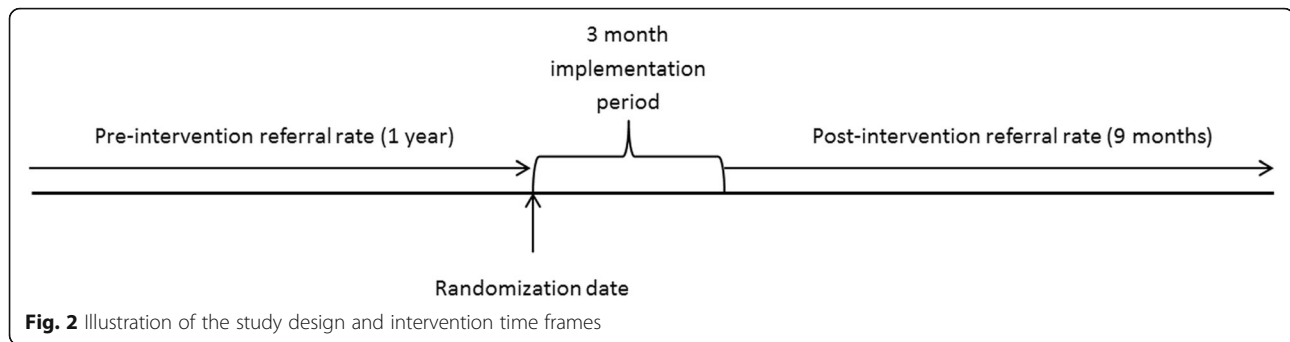 3 month
implementation
period
Pre-intervention referral rate (1 year)
Post-intervention referral rate (9 months)
Randomization date
Fig. 2 Illustration of the study design and intervention time frames